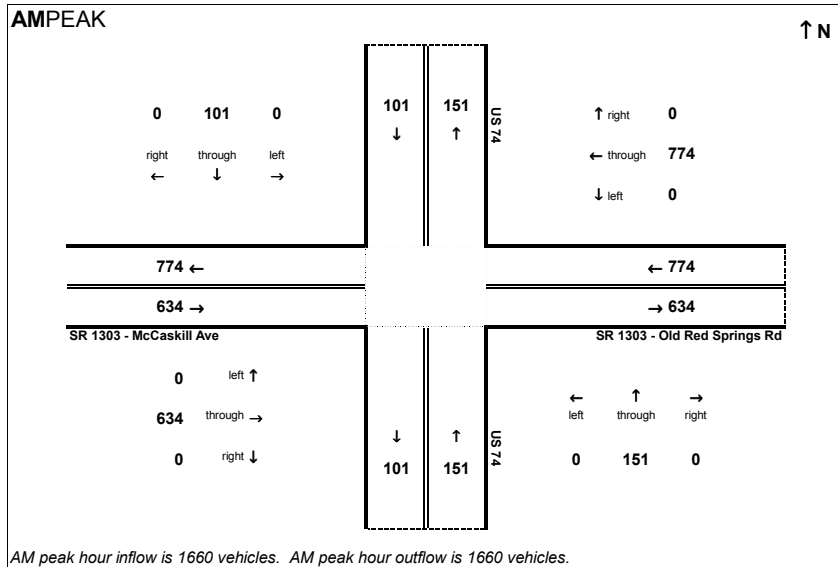 AMPEAK
↑ N
101 151
↓ ↑
US 74
0 101 0
right through left
← ↓ →
↑ right 0
← through 774
↓ left 0
774 ←
← 774
634 →
→ 634
SR 1303 - McCaskill Ave
SR 1303 - Old Red Springs Rd
0 left ↑
634 through →
0 right ↓
↓ ↑
101 151
US 74
← ↑ →
left through right
0 151 0
AM peak hour inflow is 1660 vehicles. AM peak hour outflow is 1660 vehicles.